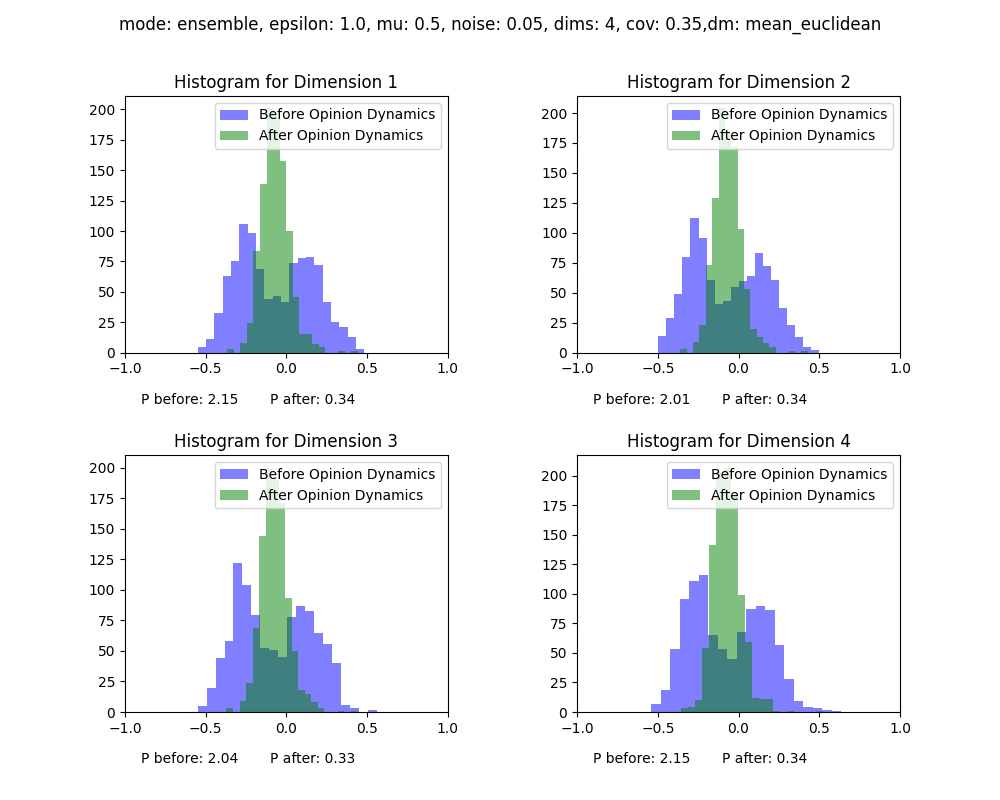 mode: ensemble, epsilon: 1.0, mu: 0.5, noise: 0.05, dims: 4, cov: 0.35,dm: mean_euclidean
Histogram for Dimension 1
Before Opinion Dynamics
After Opinion Dynamics
200
175
150
125
100
75
50
25
0
−1.0 −0.5 0.0 0.5 1.0
P before: 2.15 P after: 0.34
Histogram for Dimension 2
Before Opinion Dynamics
After Opinion Dynamics
200
175
150
125
100
75
50
25
0
−1.0 −0.5 0.0 0.5 1.0
P before: 2.01 P after: 0.34
Histogram for Dimension 3
Before Opinion Dynamics
After Opinion Dynamics
200
175
150
125
100
75
50
25
0
−1.0 −0.5 0.0 0.5 1.0
P before: 2.04 P after: 0.33
Histogram for Dimension 4
Before Opinion Dynamics
After Opinion Dynamics
200
175
150
125
100
75
50
25
0
−1.0 −0.5 0.0 0.5 1.0
P before: 2.15 P after: 0.34